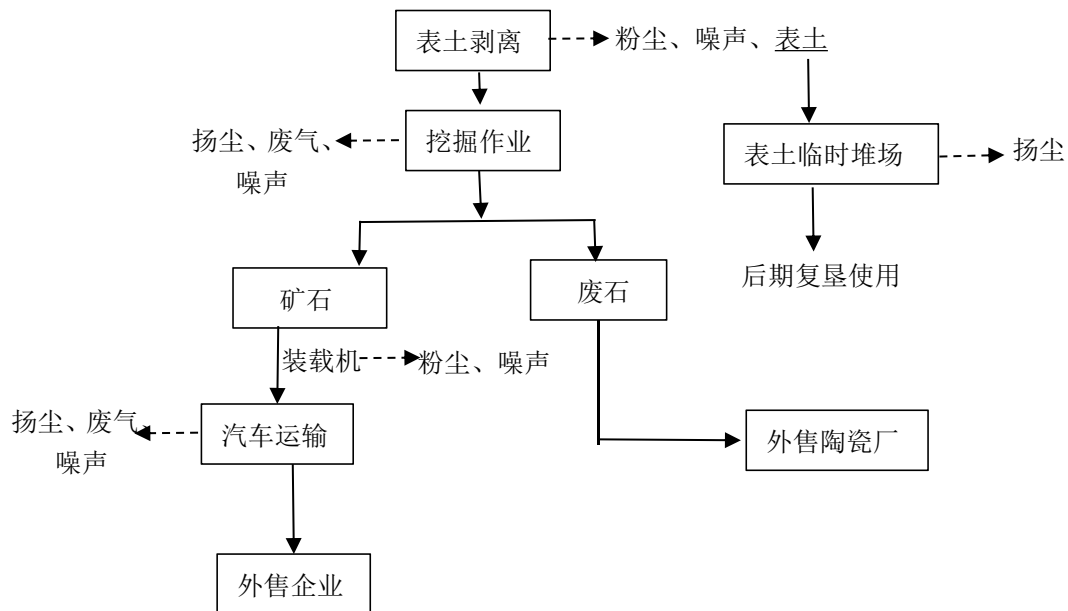 表土剥离
粉尘、噪声、表土
挖掘作业
扬尘、废气、
噪声
表土临时堆场
扬尘
后期复垦使用
矿石
废石
装载机
粉尘、噪声
扬尘、废气、
噪声
汽车运输
外售陶瓷厂
外售企业